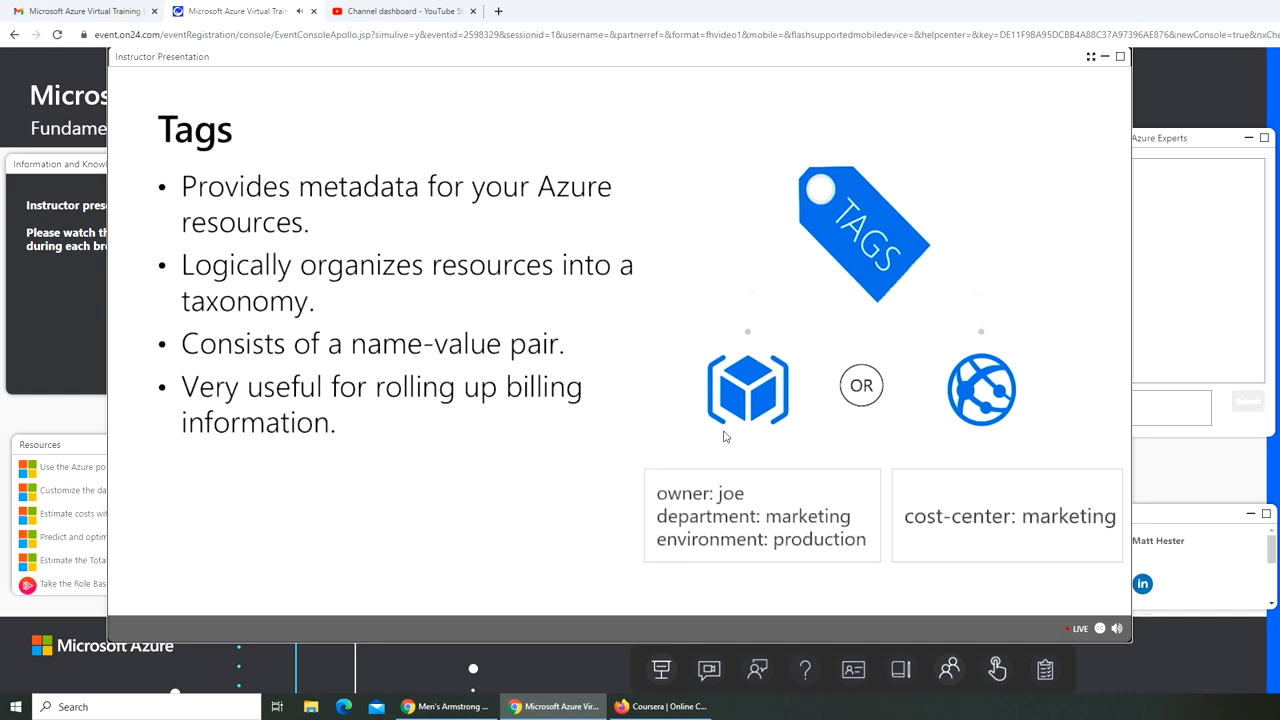 Microsoft Azure Virtual Training
Microsoft Azure Virtual Train
Channel dashboard - YouTube St
event.on24.com/eventRegistration/console/EventConsoleApollo.jsp?simulive=y&eventid=2598329&sessionid=1&username=&partnerref=&format=fhvideo1&mobile=&flashsupportedmobiledevice=&helpcenter=&key=DE11F9BA95DCBB4A88C37A97396AE876&newConsole=true&nxChe
Instructor Presentation
Micros
Fundame
Information and Knowl
Instructor pres
Please watch th
during each bre
Azure Experts
Tags
• Provides metadata for your Azure
resources.
• Logically organizes resources into a
taxonomy.
• Consists of a name-value pair.
• Very useful for rolling up billing
information.
TAGS
OR
owner: joe
department: marketing
environment: production
cost-center: marketing
Submit
Resources
Use the Azure po
Customize the da
Estimate costs wit
Predict and optim
Estimate the Tota
Take the Role Bas
Matt Hester
in
LIVE
CC
Microsoft Azure
Search
Men's Armstrong ...
Microsoft Azure Vir...
Coursera | Online C...